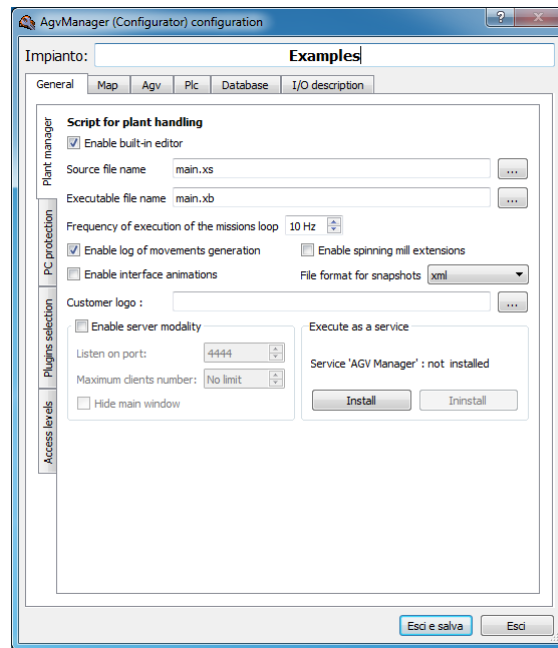 AgvManager (Configurator) configuration
?
X
Impianto: Examples
General Map Agv Plc Database I/O description
Plant manager
PC protection
Plugins selection
Access levels
Script for plant handling
Enable built-in editor
Source file name main.xs ...
Executable file name main.xb ...
Frequency of execution of the missions loop 10 Hz
Enable log of movements generation Enable spinning mill extensions
Enable interface animations File format for snapshots xml
Customer logo : ...
Enable server modality Execute as a service
Listen on port: 4444
Service 'AGV Manager' : not installed
Maximum clients number: No limit
Hide main window Install Ininstall
Esci e salva Esci